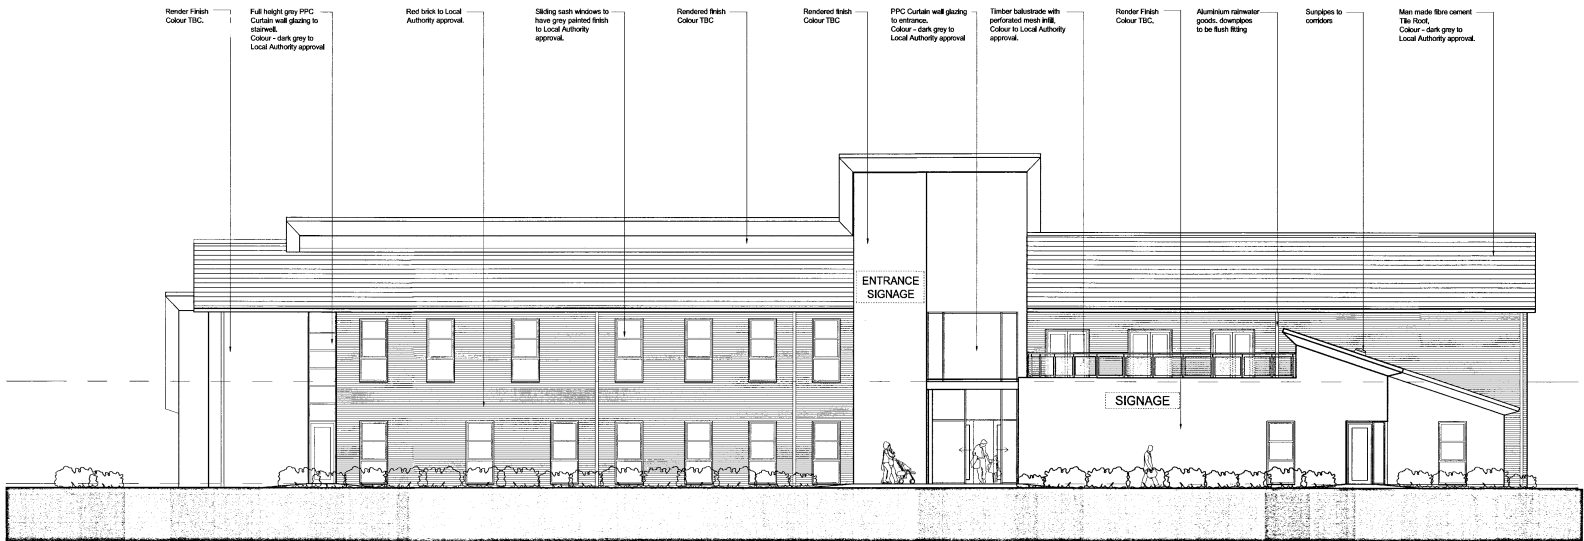 Render Finish
Colour TBC.
Full height grey PPC
Curtain wall glazing to
stairwell.
Colour - dark grey to
Local Authority approval
Red brick to Local
Authority approval.
Sliding sash windows to
have grey painted finish
to Local Authority
approval.
Rendered finish
Colour TBC
Rendered finish
Colour TBC
PPC Curtain wall glazing
to entrance.
Colour - dark grey to
Local Authority approval
Timber balustrade with
perforated mesh infill,
Colour to Local Authority
approval.
Render Finish
Colour TBC.
Aluminium rainwater
goods. downpipes
to be flush fitting
Sunpipes to
corridors
Man made fibre cement
Tile Roof,
Colour - dark grey to
Local Authority approval.
ENTRANCE
SIGNAGE
SIGNAGE